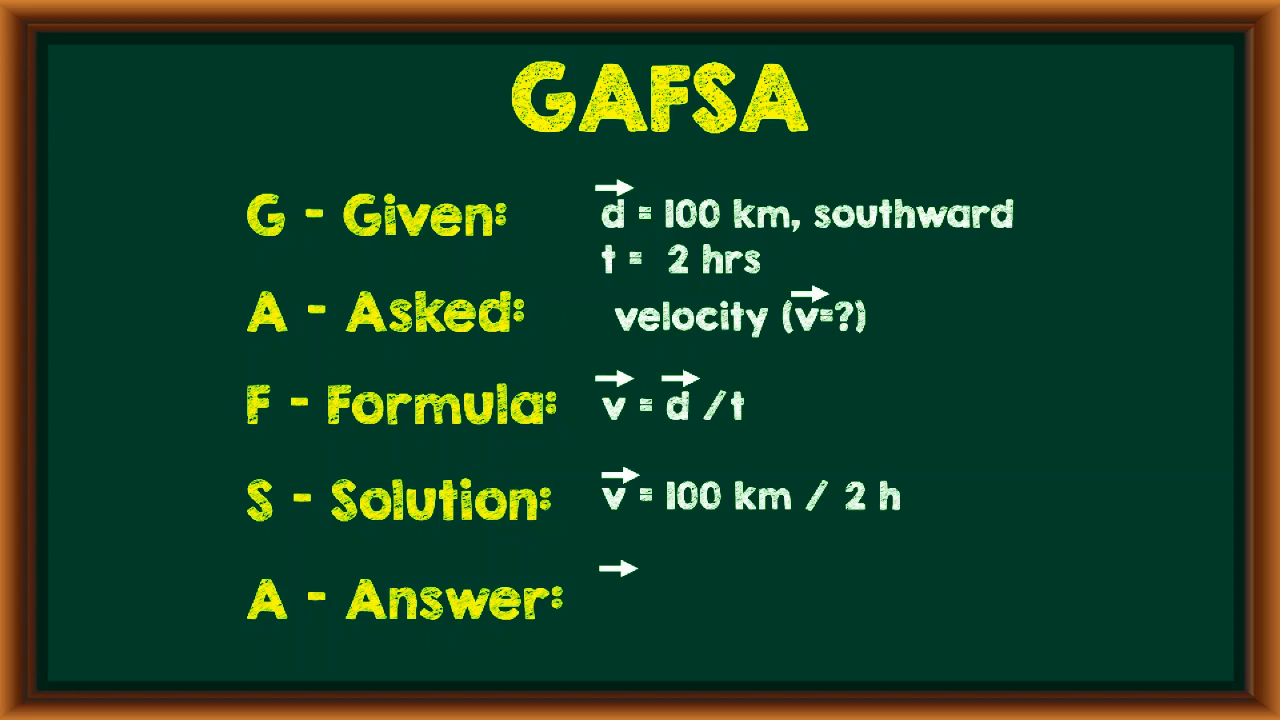 GAFSA
G - Given: d = 100 km, southward
t = 2 hrs
A - Asked: velocity (v=?)
F - Formula: v = d / t
S - Solution: v = 100 km / 2 h
A - Answer: